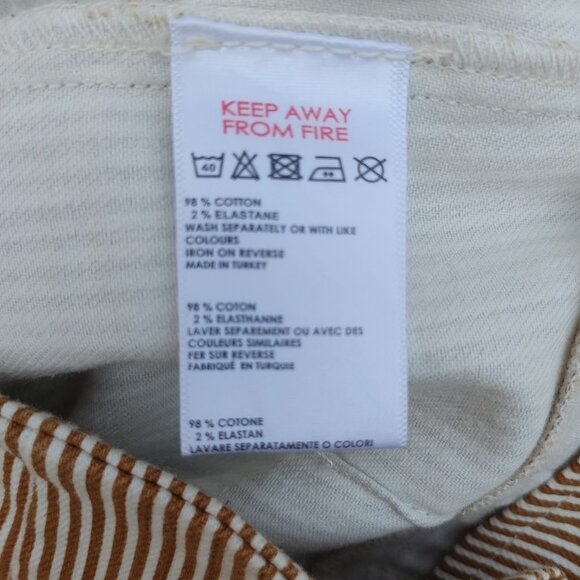 KEEP AWAY
FROM FIRE
40
98 % COTTON
2 % ELASTANE
WASH SEPARATELY OR WITH LIKE
COLOURS
IRON ON REVERSE
MADE IN TURKEY
98 % COTON
2 % ELASTHANNE
LAVER SEPAREMENT OU AVEC DES
COULEURS SIMILAIRES
FER SUR REVERSE
FABRIQUÉ EN TURQUIE
98 % COTONE
2 % ELASTAN
LAVARE SEPARATAMENTE O COLORI